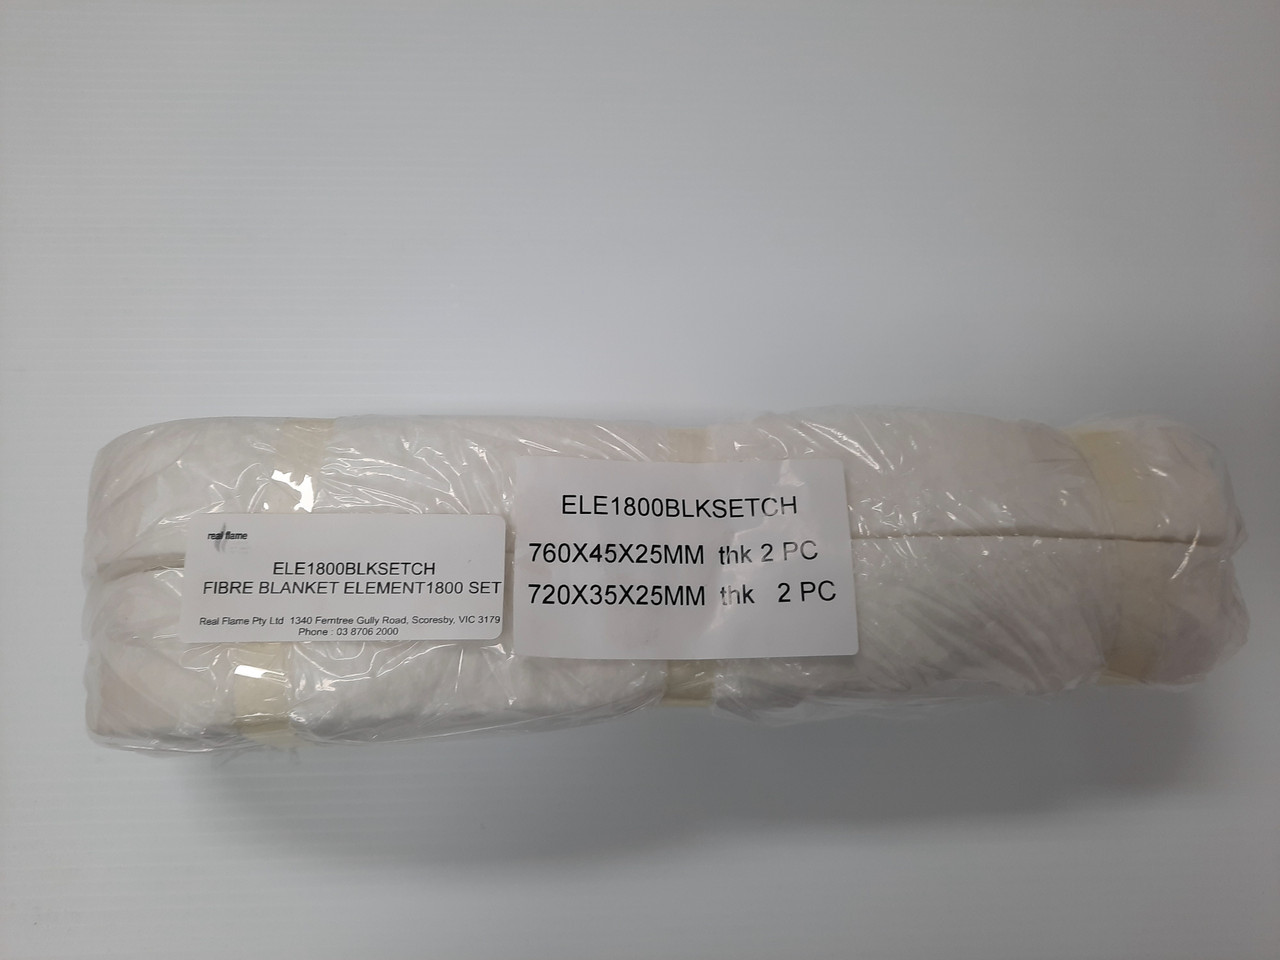 real flame
ELE1800BLKSETCH
FIBRE BLANKET ELEMENT1800 SET
Real Flame Pty Ltd 1340 Ferntree Gully Road, Scoresby, VIC 3179
Phone : 03 8706 2000
ELE1800BLKSETCH
760X45X25MM thk 2 PC
720X35X25MM thk 2 PC